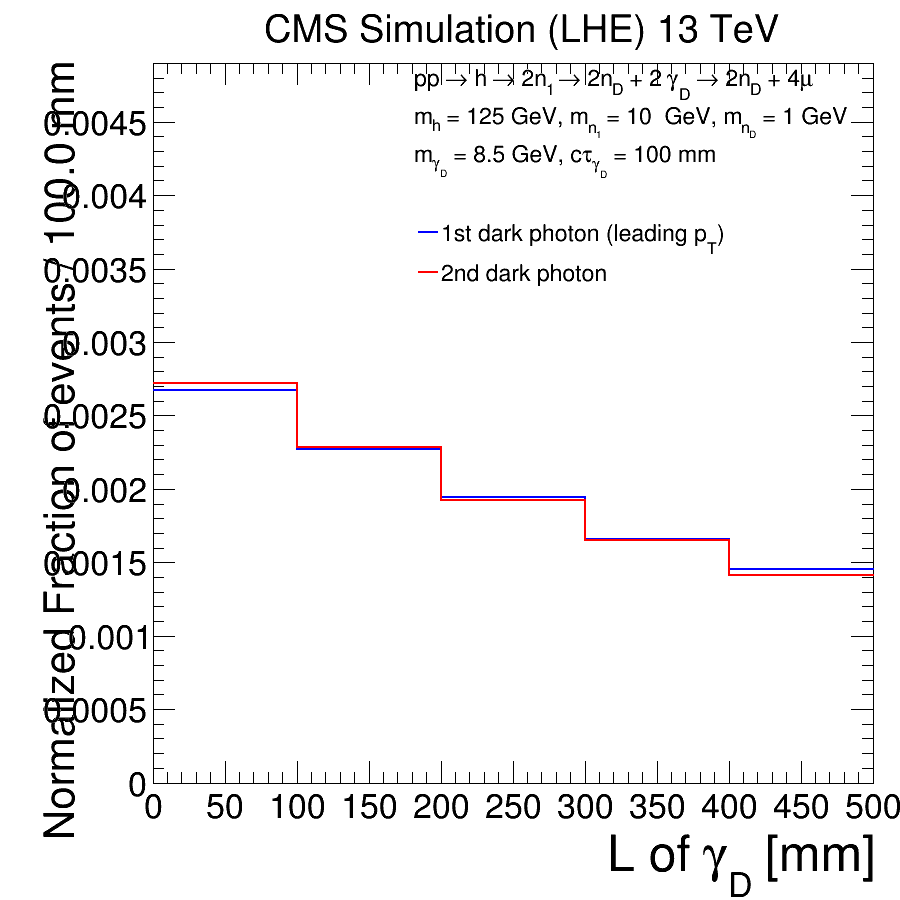 CMS Simulation (LHE) 13 TeV
pp → h → 2n1 → 2nD + 2 γD → 2nD + 4μ
mh = 125 GeV, mn1 = 10 GeV, mnD = 1 GeV
mγD = 8.5 GeV, cτγD = 100 mm
1st dark photon (leading pT)
2nd dark photon
Normalized Fraction of events / 100.0 mm
0.0045
0.004
0.0035
0.003
0.0025
0.002
0.0015
0.001
0.0005
0
0 50 100 150 200 250 300 350 400 450 500
L of γD [mm]